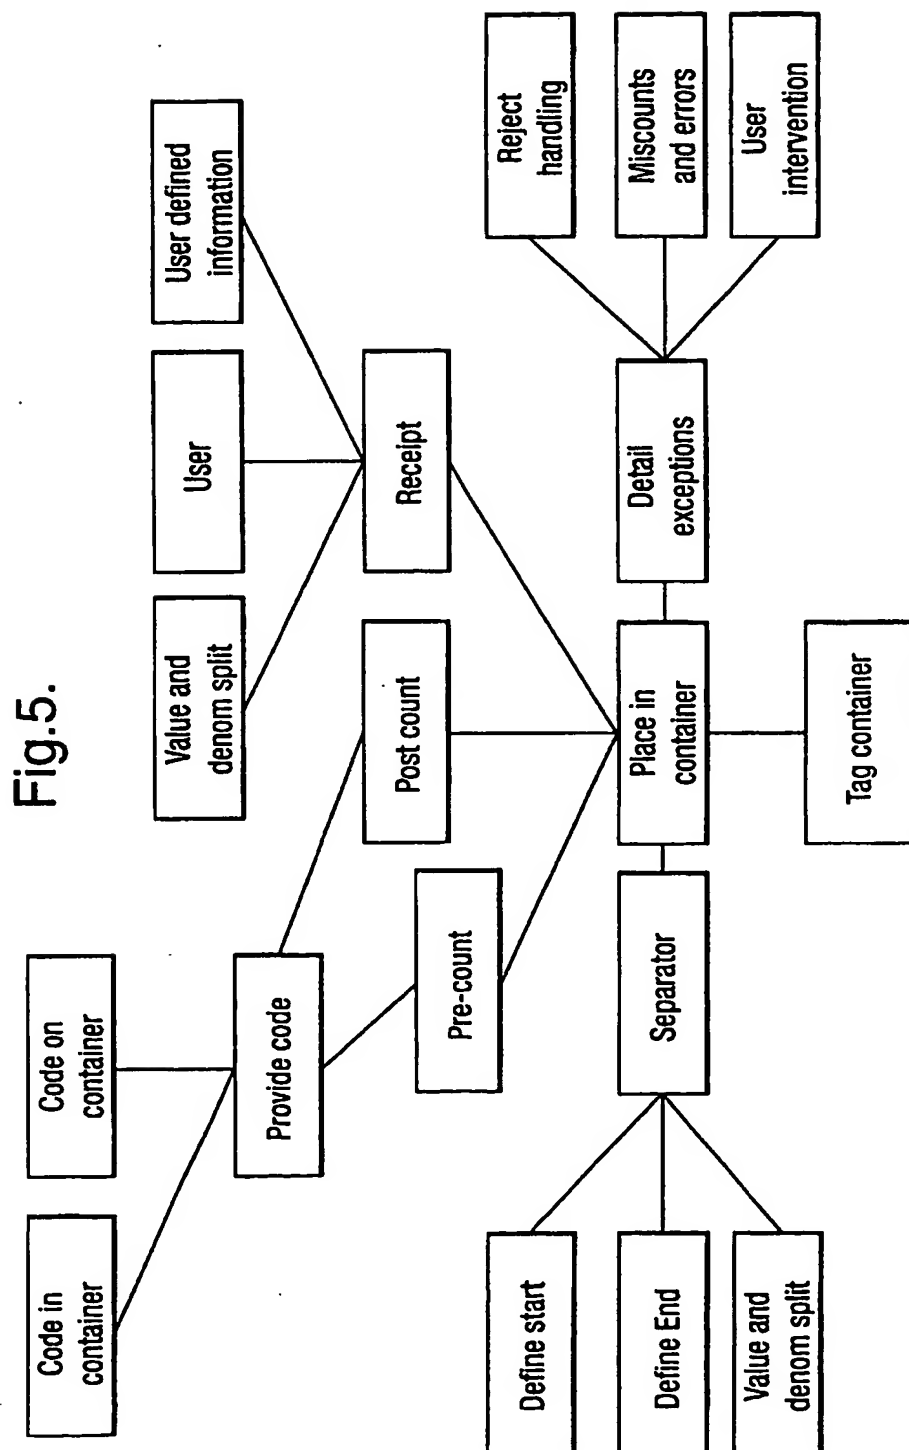 Fig.5.
Code in
container
Code on
container
Value and
denom split
User
User defined
information
Provide code
Pre-count
Post count
Receipt
Define start
Define End
Value and
denom split
Separator
Place in
container
Detail
exceptions
Reject
handling
Miscounts
and errors
User
intervention
Tag container